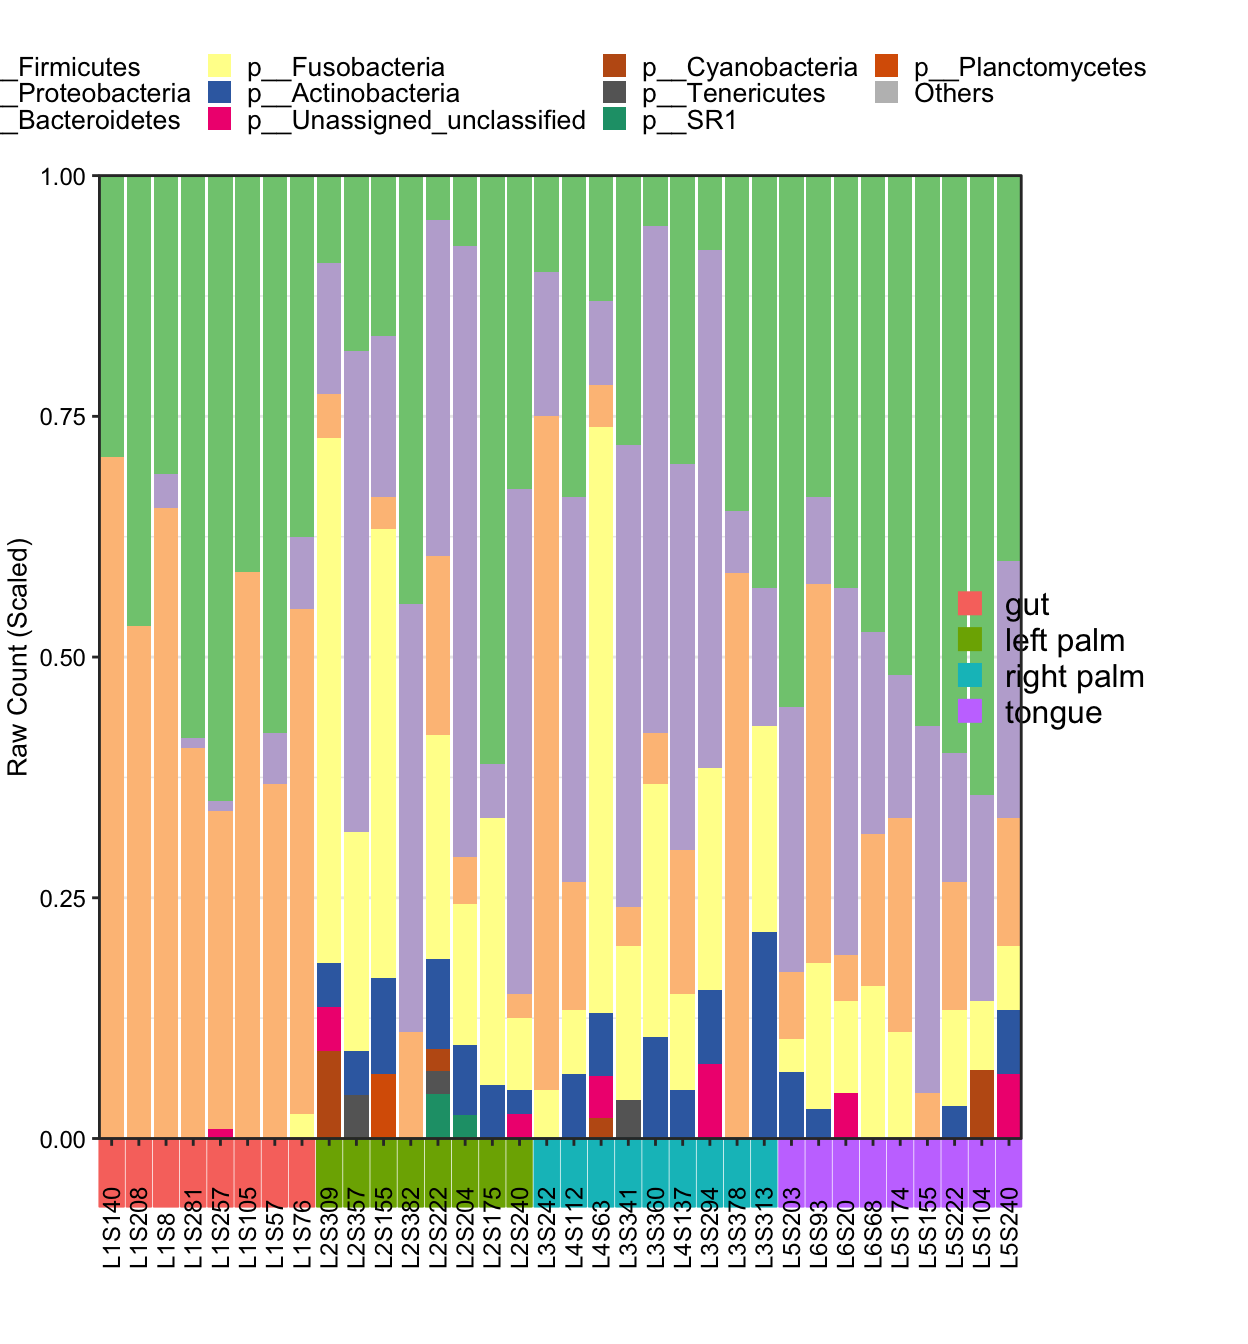 _Firmicutes p__Fusobacteria p__Cyanobacteria p__Planctomycetes
_Proteobacteria p__Actinobacteria p__Tenericutes Others
_Bacteroidetes p__Unassigned_unclassified p__SR1
1.00
0.75
0.50
0.25
0.00
Raw Count (Scaled)
gut
left palm
right palm
tongue
L1S140
L1S208
L1S8
L1S281
L1S257
L1S105
L1S57
L1S76
L2S309
L2S357
L2S155
L2S382
L2S222
L2S204
L2S175
L2S240
L3S242
L4S112
L4S63
L3S341
L3S360
L4S137
L3S294
L3S378
L3S313
L5S203
L6S93
L6S20
L6S68
L5S174
L5S155
L5S222
L5S104
L5S240